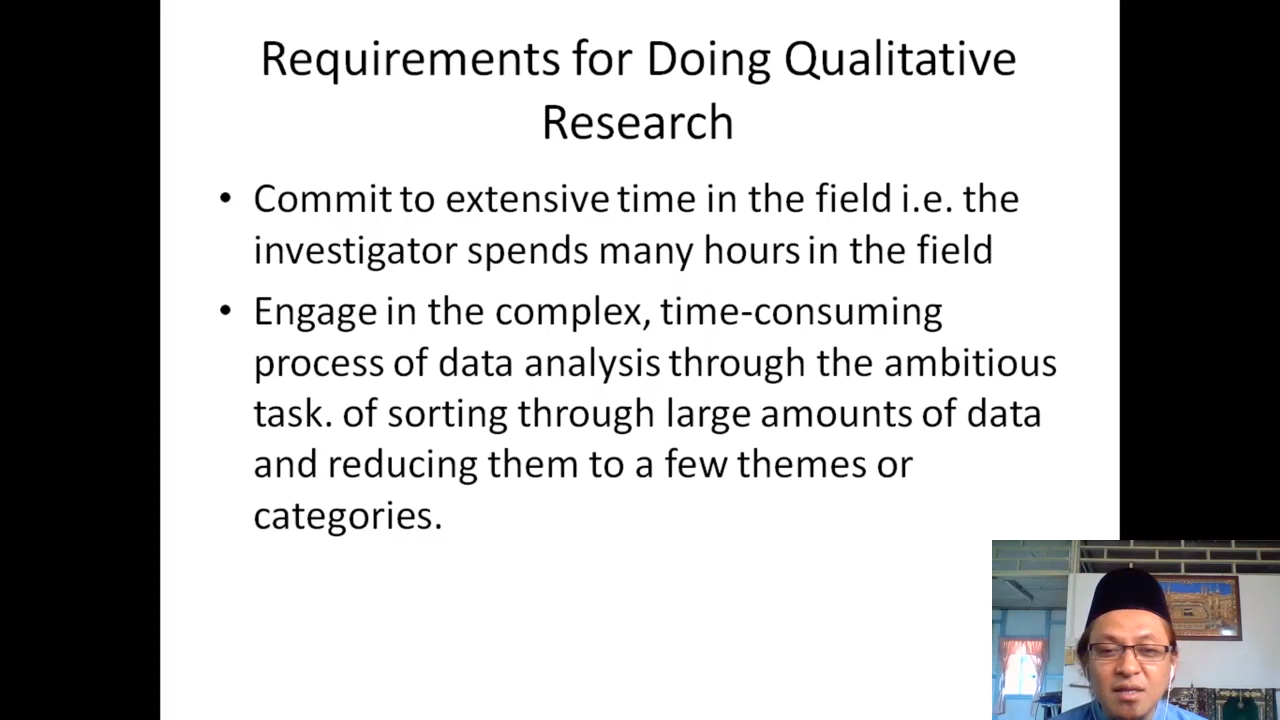 Requirements for Doing Qualitative
Research
• Commit to extensive time in the field i.e. the
investigator spends many hours in the field
• Engage in the complex, time-consuming
process of data analysis through the ambitious
task. of sorting through large amounts of data
and reducing them to a few themes or
categories.